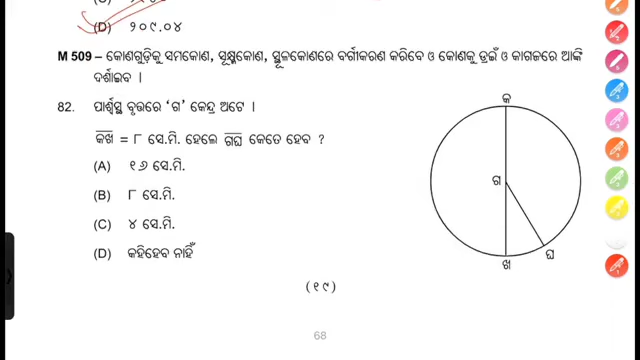 (D) ୨୦୯.୦୪
M 509 – କୋଣଗୁଡ଼ିକୁ ସମକୋଣ, ସୂକ୍ଷ୍ମକୋଣ, ସ୍ଥୂଳକୋଣରେ ବର୍ଗୀକରଣ କରିବେ ଓ କୋଣକୁ ଡ୍ରଇଁ ଓ କାଗଜରେ ଆଙ୍କି
ଦର୍ଶାଇବ ।
82. ପାର୍ଶ୍ୱସ୍ଥ ବୃତ୍ତରେ ‘ଗ’ କେନ୍ଦ୍ର ଅଟେ ।
କଖ = ୮ ସେ.ମି. ହେଲେ ଗଘ କେତେ ହେବ ?
(A) ୧୬ ସେ.ମି.
(B) ୮ ସେ.ମି.
(C) ୪ ସେ.ମି.
(D) କହିହେବ ନାହିଁ
କ
ଗ
ଖ
ଘ
(୧୯)
68